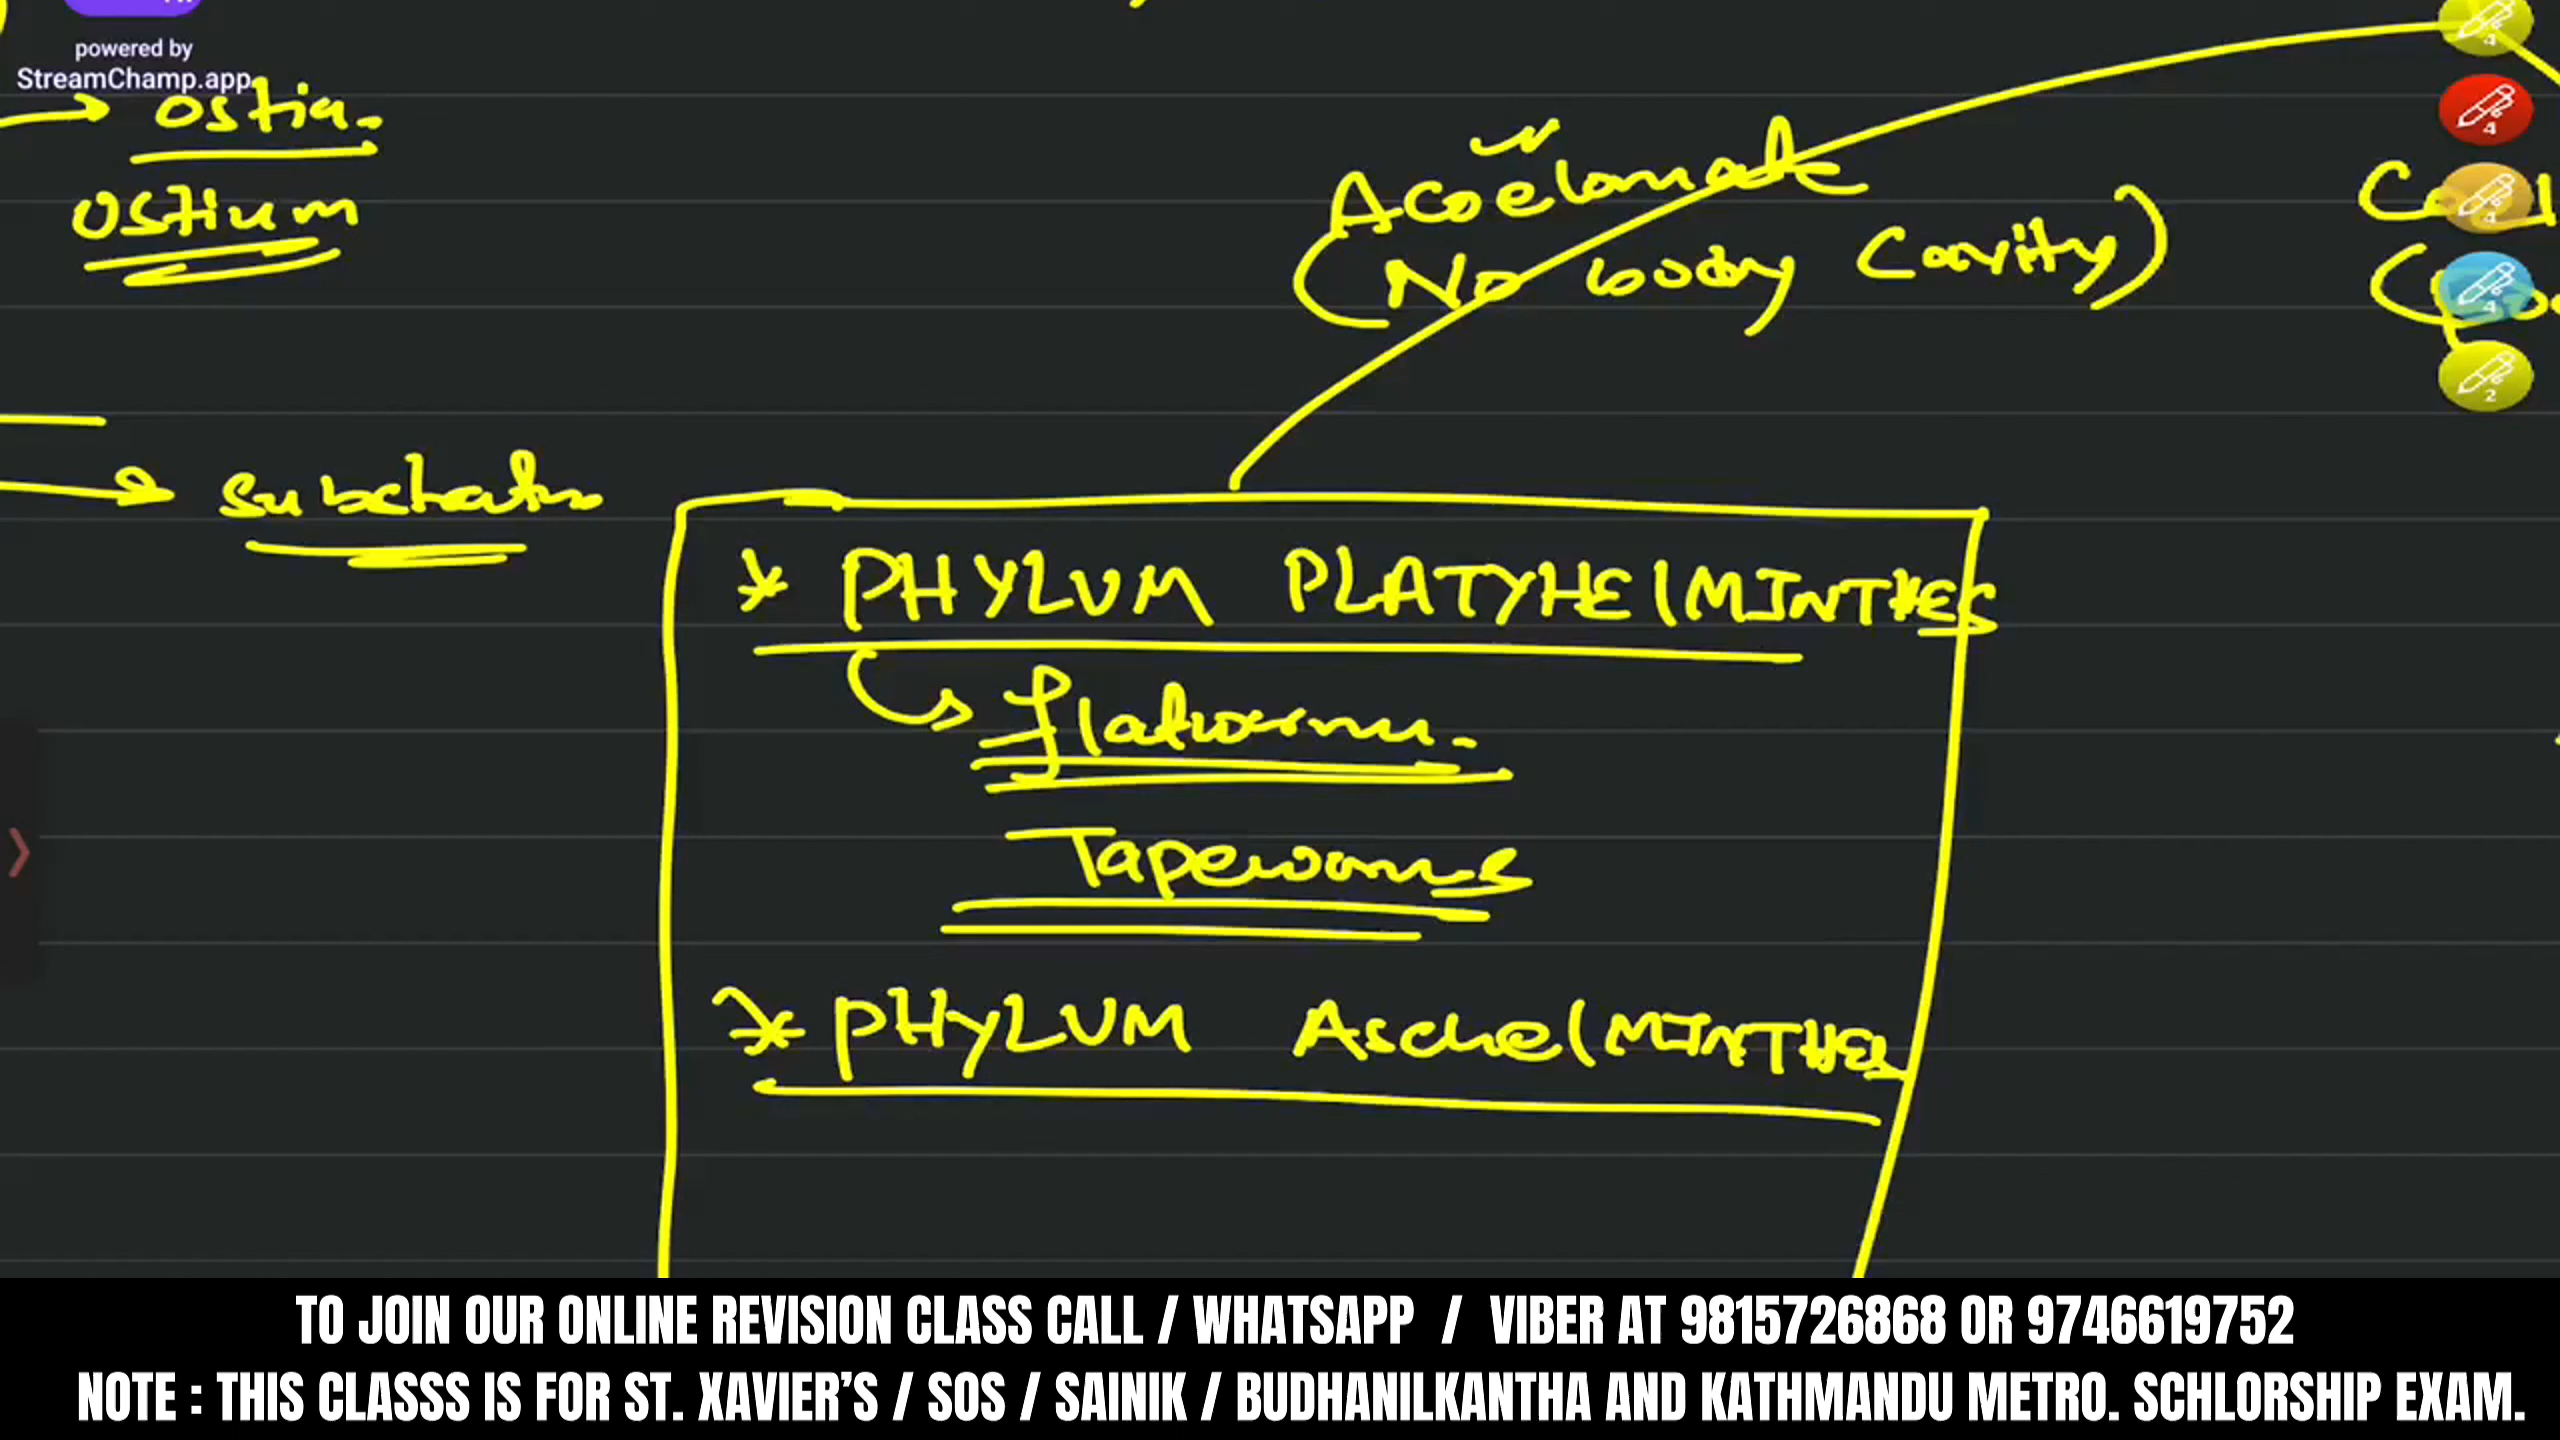 powered by
StreamChamp.app
ostia.
ostium
Acoelomate
(No body Cavity)
substratum
* PHYLUM PLATYHElMINTHES
flatworm.
Tapeworms
* PHYLUM AschelMINTHES
TO JOIN OUR ONLINE REVISION CLASS CALL / WHATSAPP / VIBER AT 9815726868 OR 9746619752
NOTE : THIS CLASSS IS FOR ST. XAVIER'S / SOS / SAINIK / BUDHANILKANTHA AND KATHMANDU METRO. SCHLORSHIP EXAM.